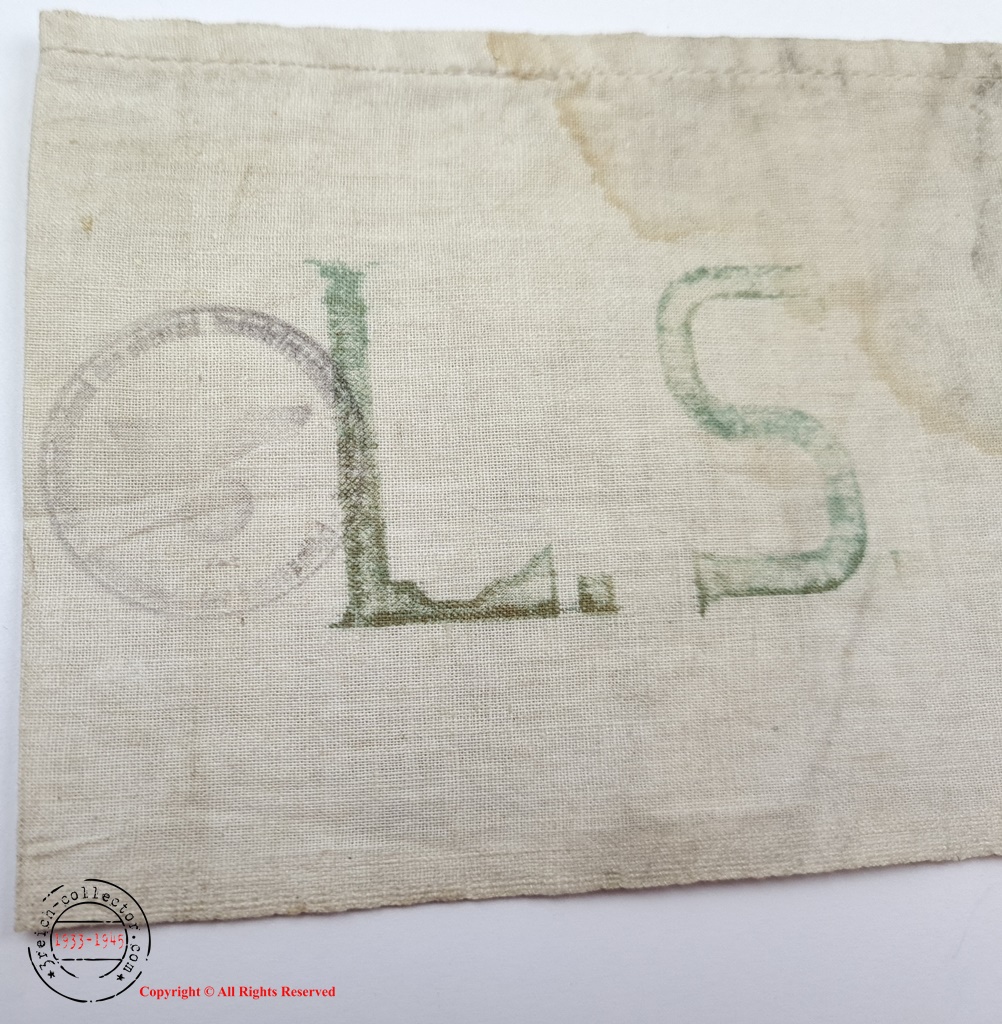 L. S
3reich-collector.com
1933-1945
Copyright © All Rights Reserved